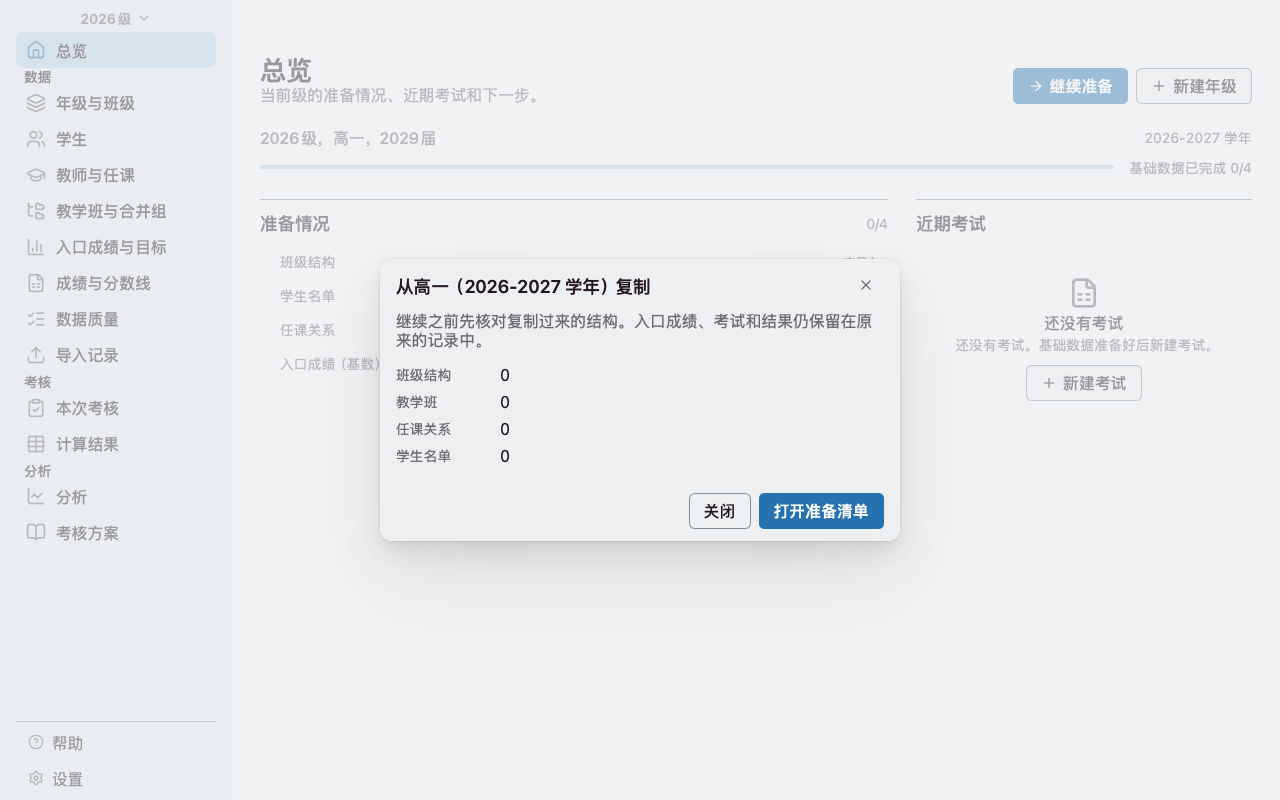 2026级
总览
数据
年级与班级
学生
教师与任课
教学班与合并组
入口成绩与目标
成绩与分数线
数据质量
导入记录
考核
本次考核
计算结果
分析
分析
考核方案
帮助
设置
总览
当前级的准备情况、近期考试和下一步。
继续准备
新建年级
2026级，高一，2029届
2026-2027 学年
基础数据已完成 0/4
准备情况
0/4
班级结构
学生名单
任课关系
入口成绩（基数）
近期考试
还没有考试
还没有考试。基础数据准备好后新建考试。
新建考试
从高一（2026-2027 学年）复制
继续之前先核对复制过来的结构。入口成绩、考试和结果仍保留在原
来的记录中。
班级结构 0
教学班 0
任课关系 0
学生名单 0
关闭
打开准备清单